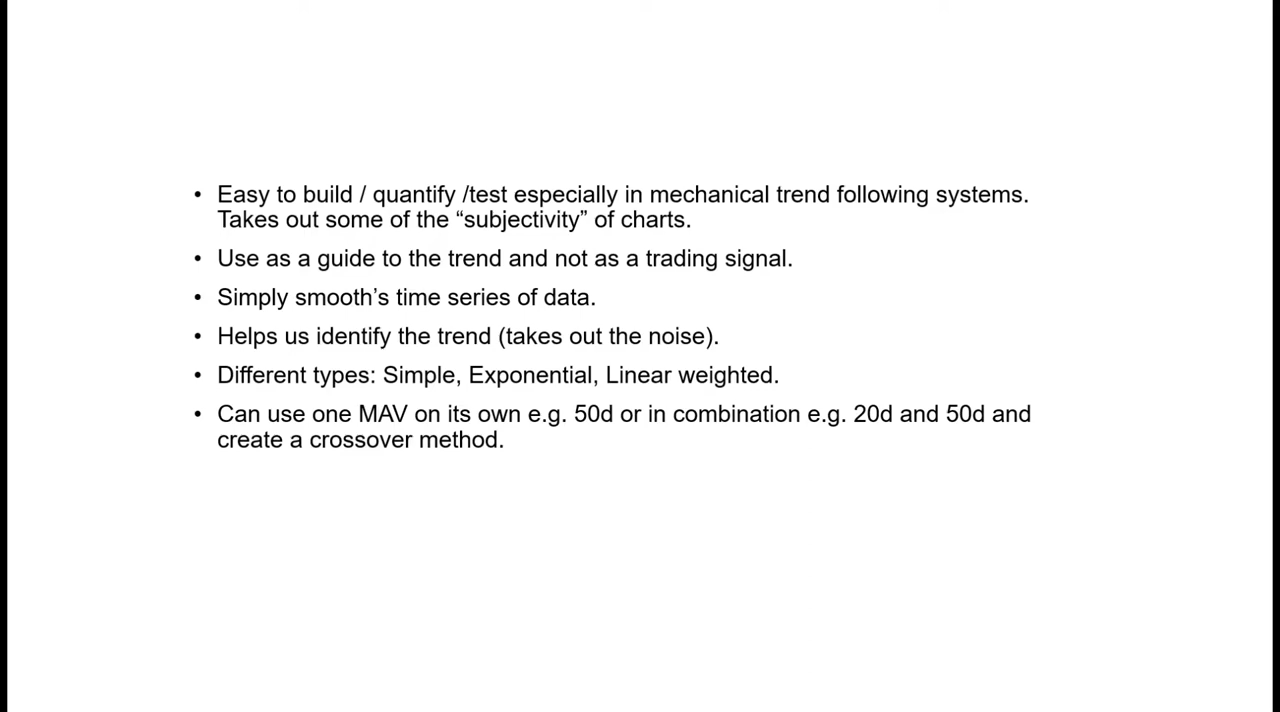 • Easy to build / quantify /test especially in mechanical trend following systems.
Takes out some of the “subjectivity” of charts.
• Use as a guide to the trend and not as a trading signal.
• Simply smooth’s time series of data.
• Helps us identify the trend (takes out the noise).
• Different types: Simple, Exponential, Linear weighted.
• Can use one MAV on its own e.g. 50d or in combination e.g. 20d and 50d and
create a crossover method.